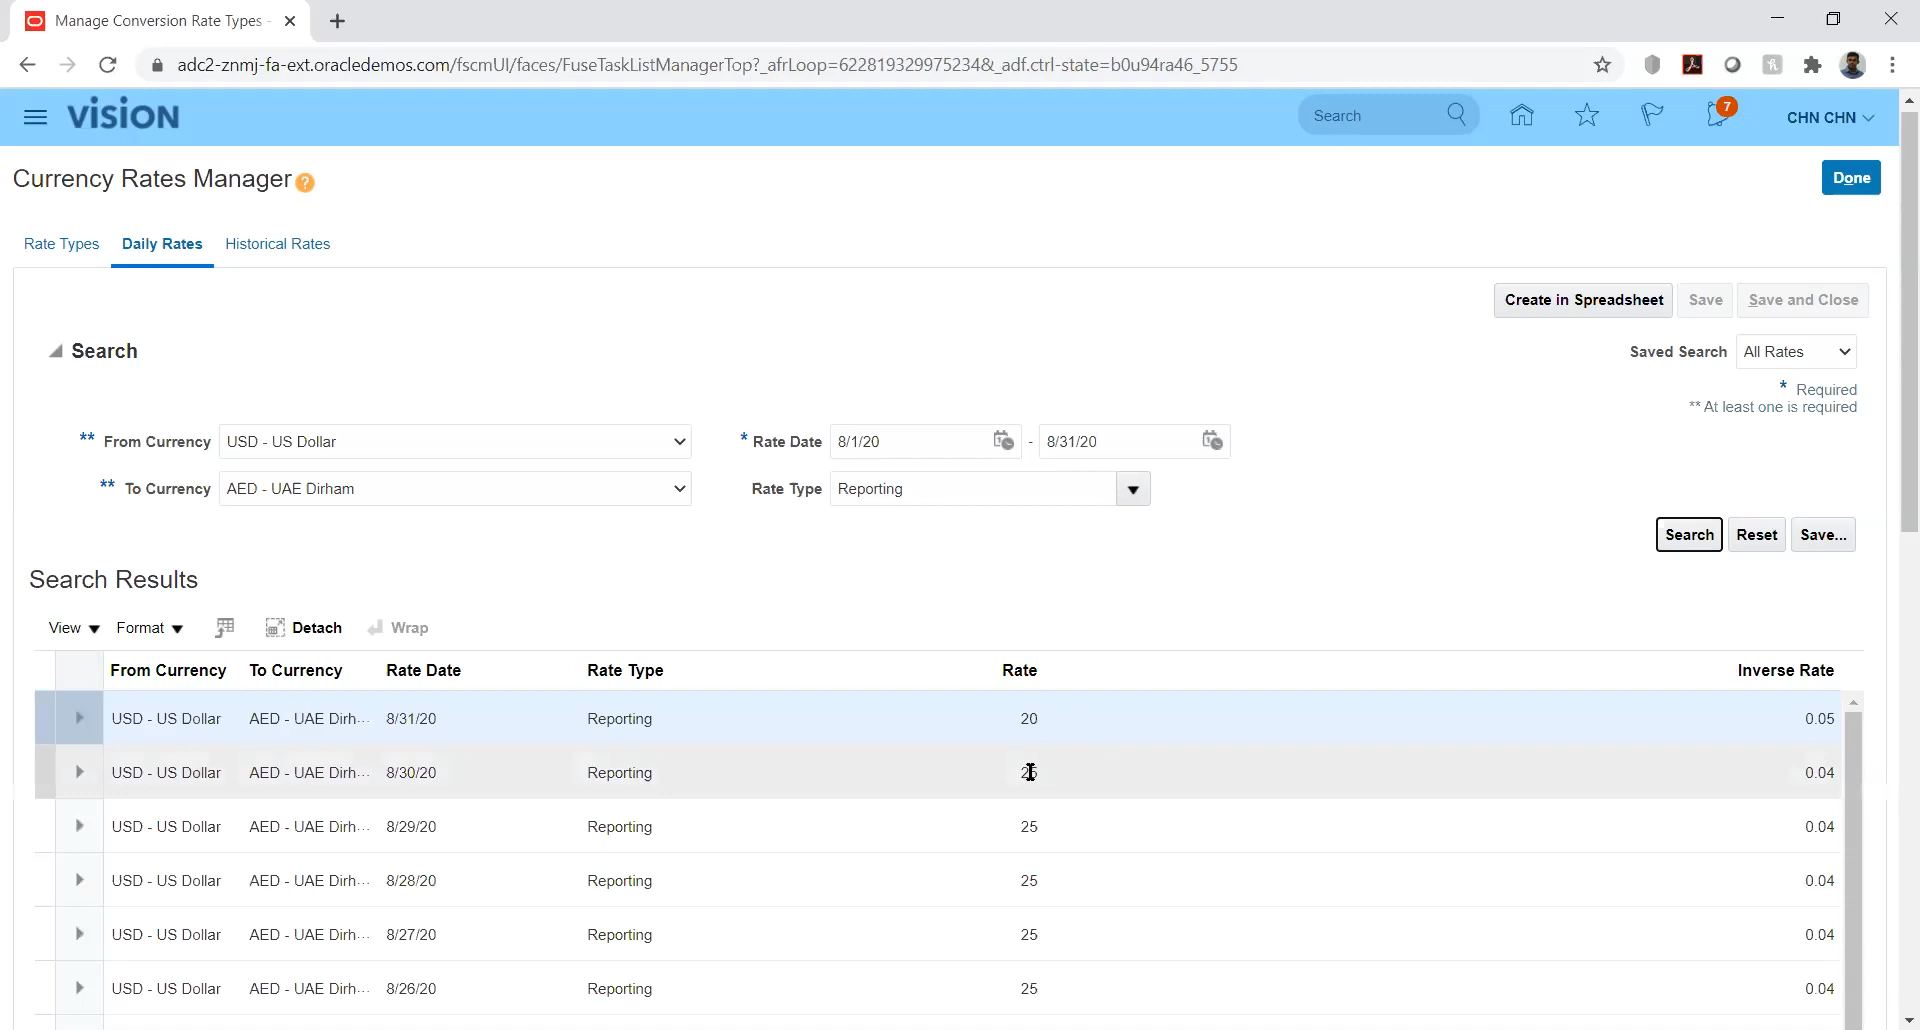 Manage Conversion Rate Types -
adc2-znmj-fa-ext.oracledemos.com/fscmUI/faces/FuseTaskListManagerTop?_afrLoop=622819329975234&_adf.ctrl-state=b0u94ra46_5755
VISION
Search
7
CHN CHN
Currency Rates Manager ?
Done
Rate Types Daily Rates Historical Rates
Create in Spreadsheet Save Save and Close
Search
Saved Search All Rates
* Required
** At least one is required
** From Currency USD - US Dollar * Rate Date 8/1/20 - 8/31/20
** To Currency AED - UAE Dirham Rate Type Reporting
Search Reset Save...
Search Results
View Format Detach Wrap
From Currency To Currency Rate Date Rate Type Rate Inverse Rate
USD - US Dollar AED - UAE Dirh... 8/31/20 Reporting 20 0.05
USD - US Dollar AED - UAE Dirh... 8/30/20 Reporting 25 0.04
USD - US Dollar AED - UAE Dirh... 8/29/20 Reporting 25 0.04
USD - US Dollar AED - UAE Dirh... 8/28/20 Reporting 25 0.04
USD - US Dollar AED - UAE Dirh... 8/27/20 Reporting 25 0.04
USD - US Dollar AED - UAE Dirh... 8/26/20 Reporting 25 0.04